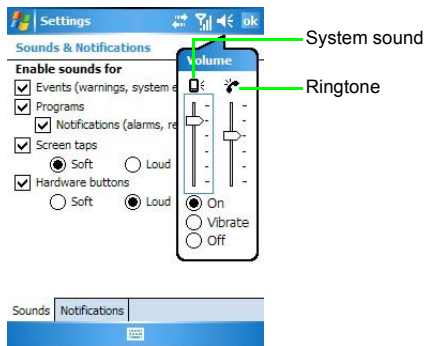 Settings
ok
Sounds & Notifications
Volume
System sound
Ringtone
Enable sounds for
Events (warnings, system e
Programs
Notifications (alarms, re
Screen taps
Soft
Loud
Hardware buttons
Soft
Loud
On
Vibrate
Off
Sounds
Notifications